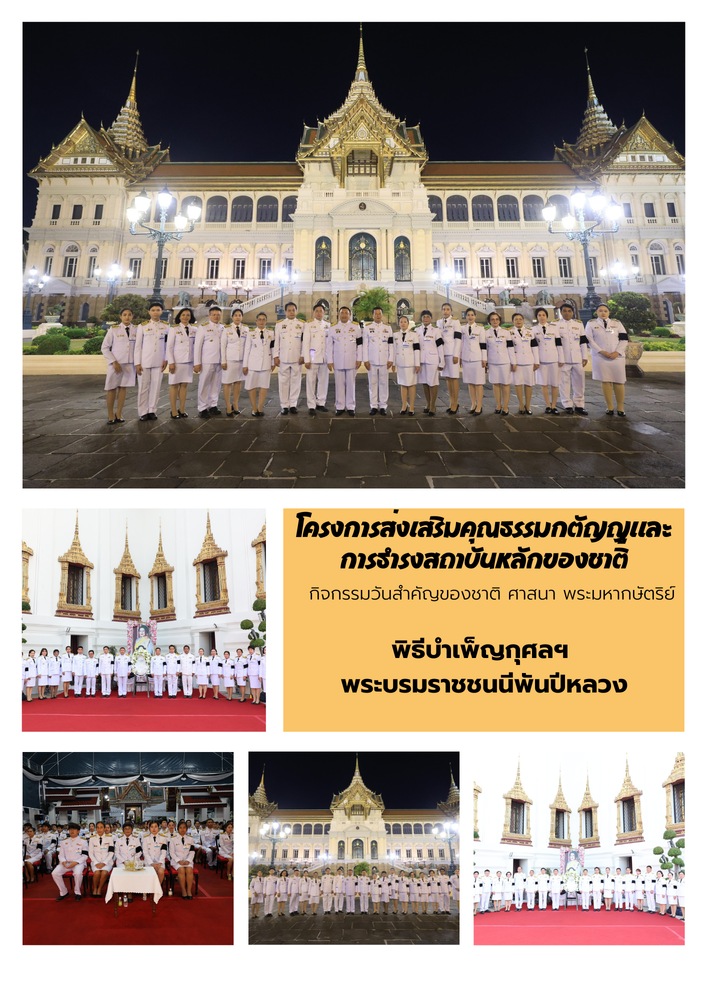 โครงการส่งเสริมคุณธรรมกตัญญูและ
การธำรงสถาบันหลักของชาติ
กิจกรรมวันสำคัญของชาติ ศาสนา พระมหากษัตริย์
พิธีบำเพ็ญกุศลฯ
พระบรมราชชนนีพันปีหลวง